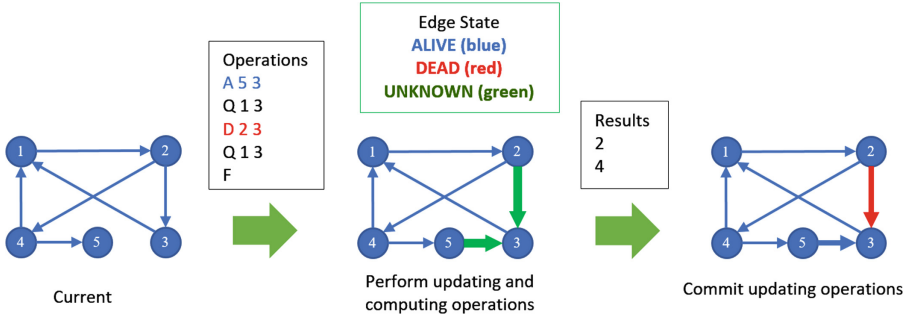 Operations
A 5 3
Q 1 3
D 2 3
Q 1 3
F
Edge State
ALIVE (blue)
DEAD (red)
UNKNOWN (green)
Results
2
4
1
2
4
5
3
Current
1
2
4
5
3
Perform updating and
computing operations
1
2
4
5
3
Commit updating operations